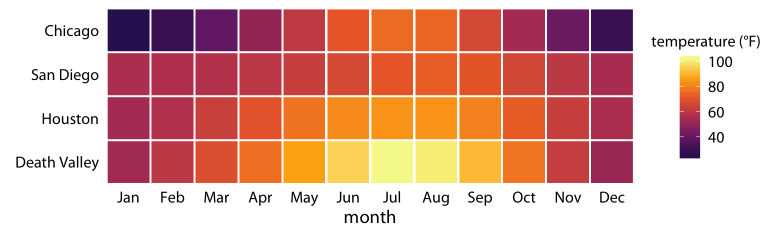 Chicago
San Diego
Houston
Death Valley
Jan Feb Mar Apr May Jun Jul Aug Sep Oct Nov Dec
month
temperature (°F)
100
80
60
40